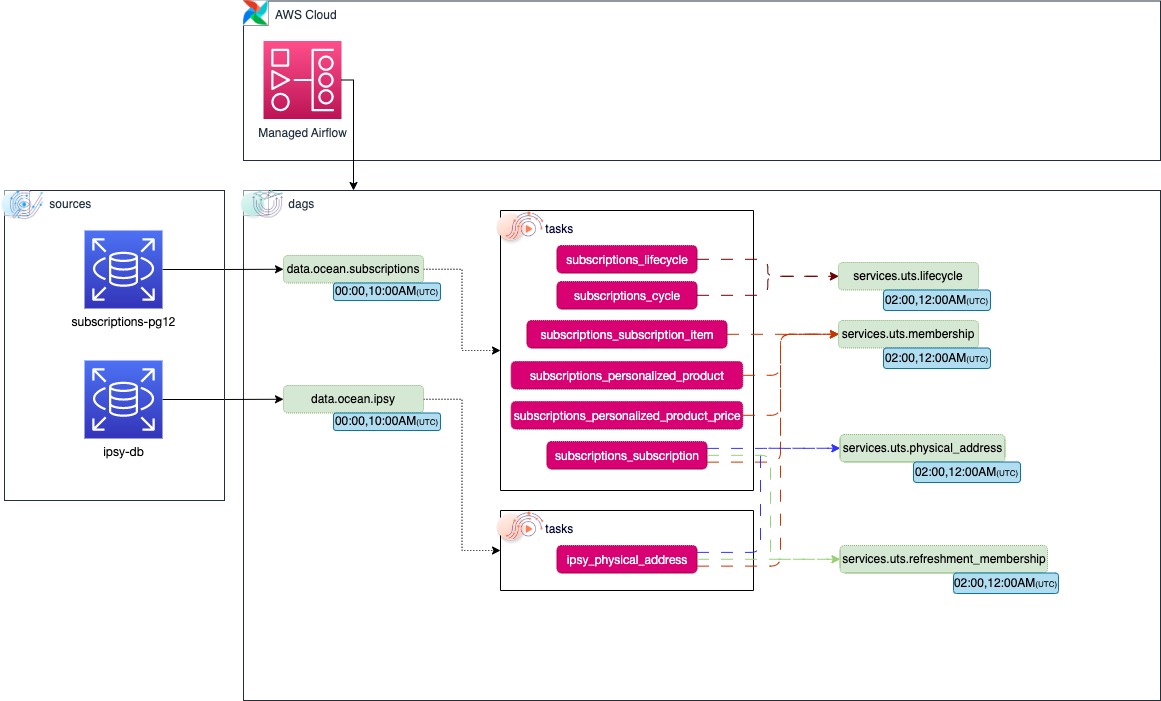 AWS Cloud
Managed Airflow
sources
subscriptions-pg12
ipsy-db
dags
data.ocean.subscriptions
00:00,10:00AM(UTC)
data.ocean.ipsy
00:00,10:00AM(UTC)
tasks
subscriptions_lifecycle
subscriptions_cycle
subscriptions_subscription_item
subscriptions_personalized_product
subscriptions_personalized_product_price
subscriptions_subscription
tasks
ipsy_physical_address
services.uts.lifecycle
02:00,12:00AM(UTC)
services.uts.membership
02:00,12:00AM(UTC)
services.uts.physical_address
02:00,12:00AM(UTC)
services.uts.refreshment_membership
02:00,12:00AM(UTC)